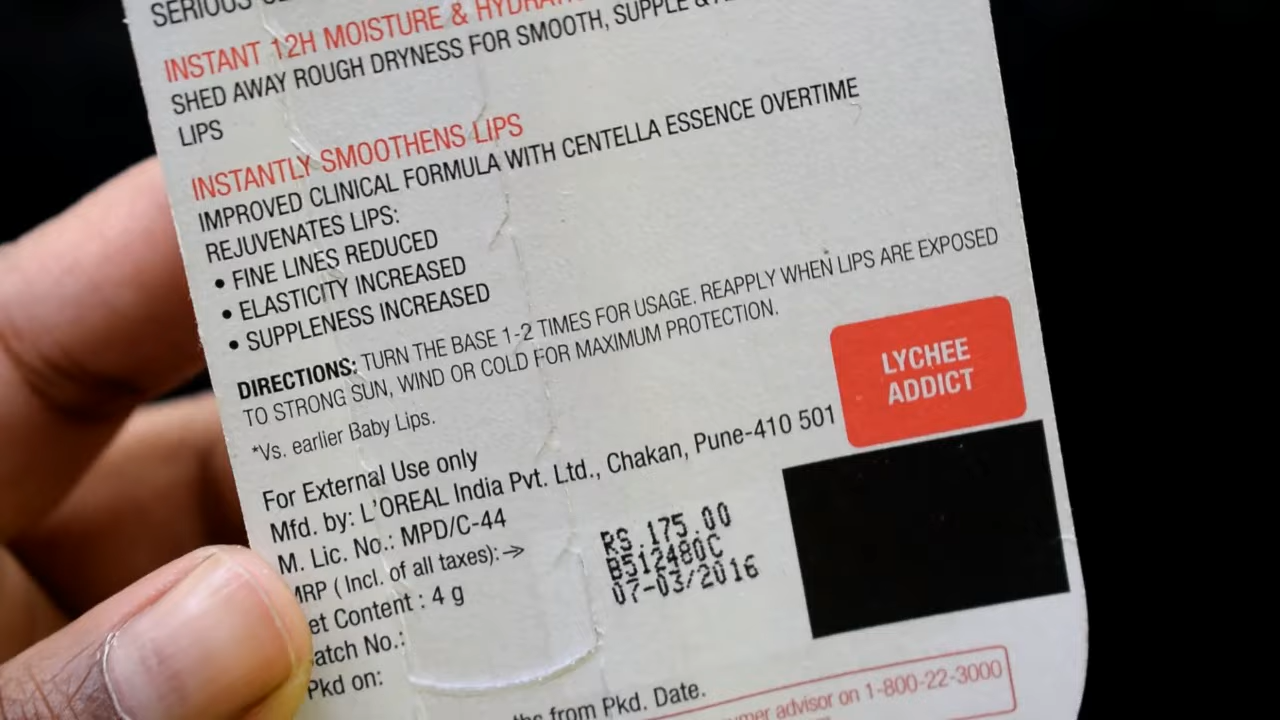 SERIOUS
INSTANT 12H MOISTURE &
SHED AWAY ROUGH DRYNESS FOR SMOOTH, SUPPLE &
LIPS
INSTANTLY SMOOTHENS LIPS
IMPROVED CLINICAL FORMULA WITH CENTELLA ESSENCE OVERTIME
REJUVENATES LIPS:
• FINE LINES REDUCED
• ELASTICITY INCREASED
• SUPPLENESS INCREASED
DIRECTIONS: TURN THE BASE 1-2 TIMES FOR USAGE. REAPPLY WHEN LIPS ARE EXPOSED
TO STRONG SUN, WIND OR COLD FOR MAXIMUM PROTECTION.
*Vs. earlier Baby Lips.
LYCHEE
ADDICT
For External Use only
Mfd. by: L'OREAL India Pvt. Ltd., Chakan, Pune-410 501
M. Lic. No.: MPD/C-44
MRP (Incl. of all taxes):→
et Content : 4 g
atch No.:
Pkd on:
RS.175.00
B512480C
07-03/2016
from Pkd. Date.
advisor on 1-800-22-3000